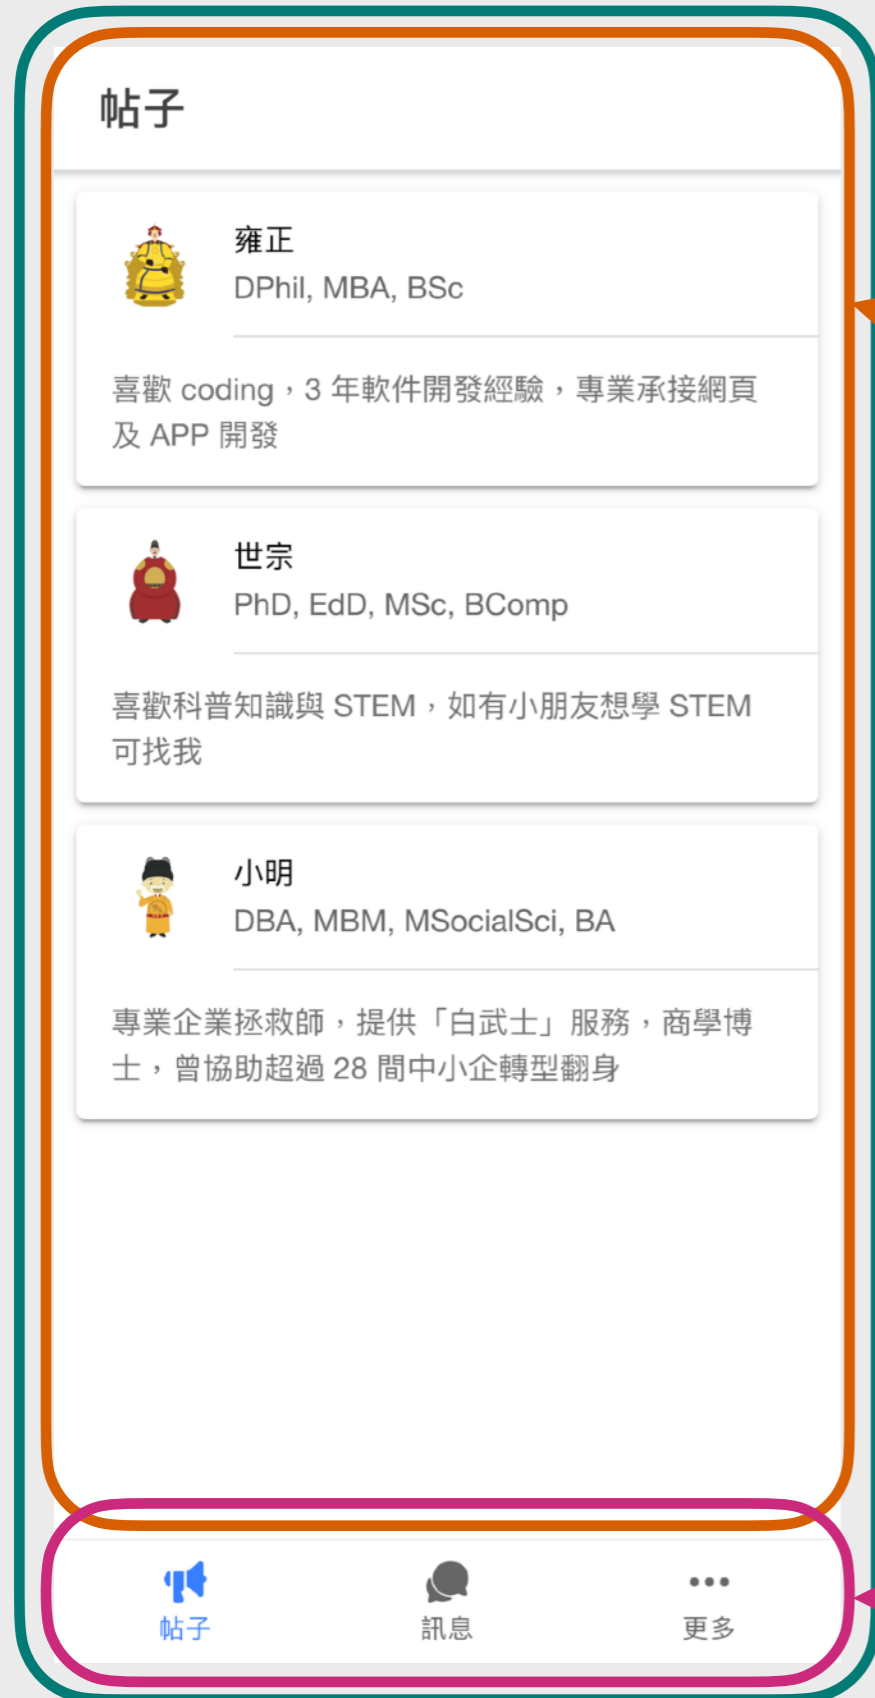 帖子
雍正
DPhil, MBA, BSc
喜歡 coding，3 年軟件開發經驗，專業承接網頁
及 APP 開發
世宗
PhD, EdD, MSc, BComp
喜歡科普知識與 STEM，如有小朋友想學 STEM
可找我
小明
DBA, MBM, MSocialSci, BA
專業企業拯救師，提供「白武士」服務，商學博
士，曾協助超過 28 間中小企轉型翻身
帖子
訊息
更多